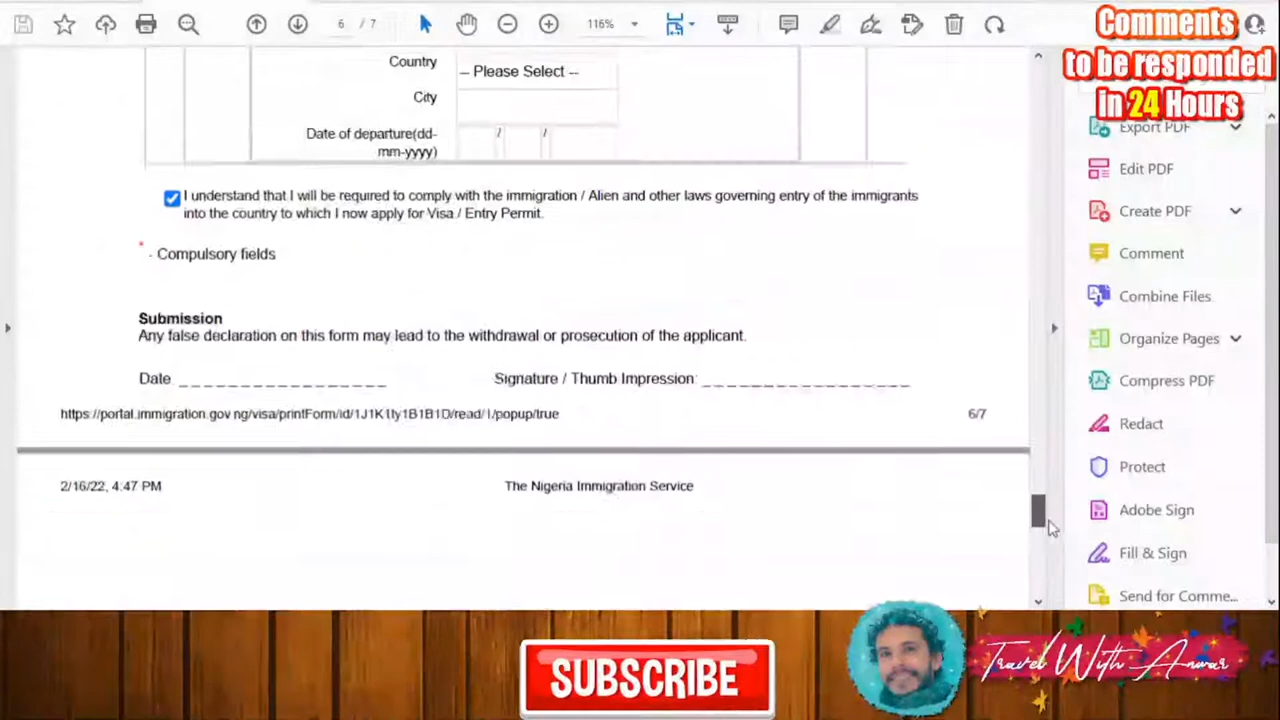 6 / 7
116%
Comments
to be responded
in 24 Hours
Country
-- Please Select --
City
Date of departure(dd-
mm-yyyy)
/ /
I understand that I will be required to comply with the immigration / Alien and other laws governing entry of the immigrants
into the country to which I now apply for Visa / Entry Permit.
* - Compulsory fields
Submission
Any false declaration on this form may lead to the withdrawal or prosecution of the applicant.
Date _ _ _ _ _ _ _ _ _ _ _ _ _ _ _ _ _ Signature / Thumb Impression: _ _ _ _ _ _ _ _ _ _ _ _ _ _ _ _ _
6/7
2/16/22, 4:47 PM
The Nigeria Immigration Service
Export PDF
Edit PDF
Create PDF
Comment
Combine Files
Organize Pages
Compress PDF
Redact
Protect
Adobe Sign
Fill & Sign
Send for Comme...
SUBSCRIBE
Travel With Anwar